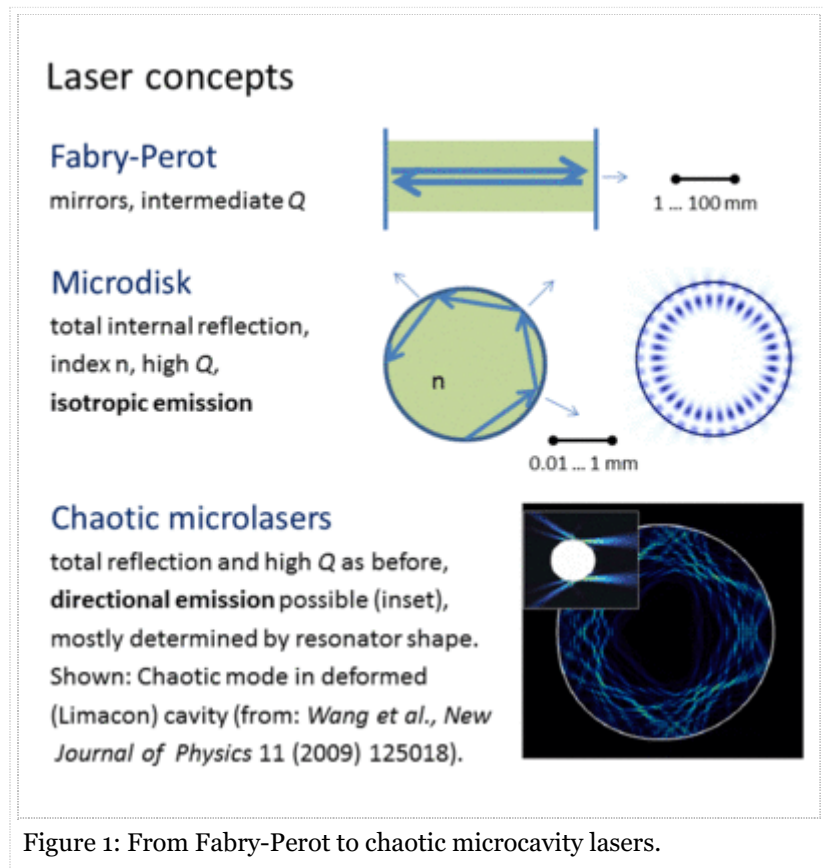 Laser concepts
Fabry-Perot
mirrors, intermediate Q
1 ... 100 mm
Microdisk
total internal reflection,
index n, high Q,
isotropic emission
n
0.01 ... 1 mm
Chaotic microlasers
total reflection and high Q as before,
directional emission possible (inset),
mostly determined by resonator shape.
Shown: Chaotic mode in deformed
(Limacon) cavity (from: Wang et al., New
Journal of Physics 11 (2009) 125018).
Figure 1: From Fabry-Perot to chaotic microcavity lasers.